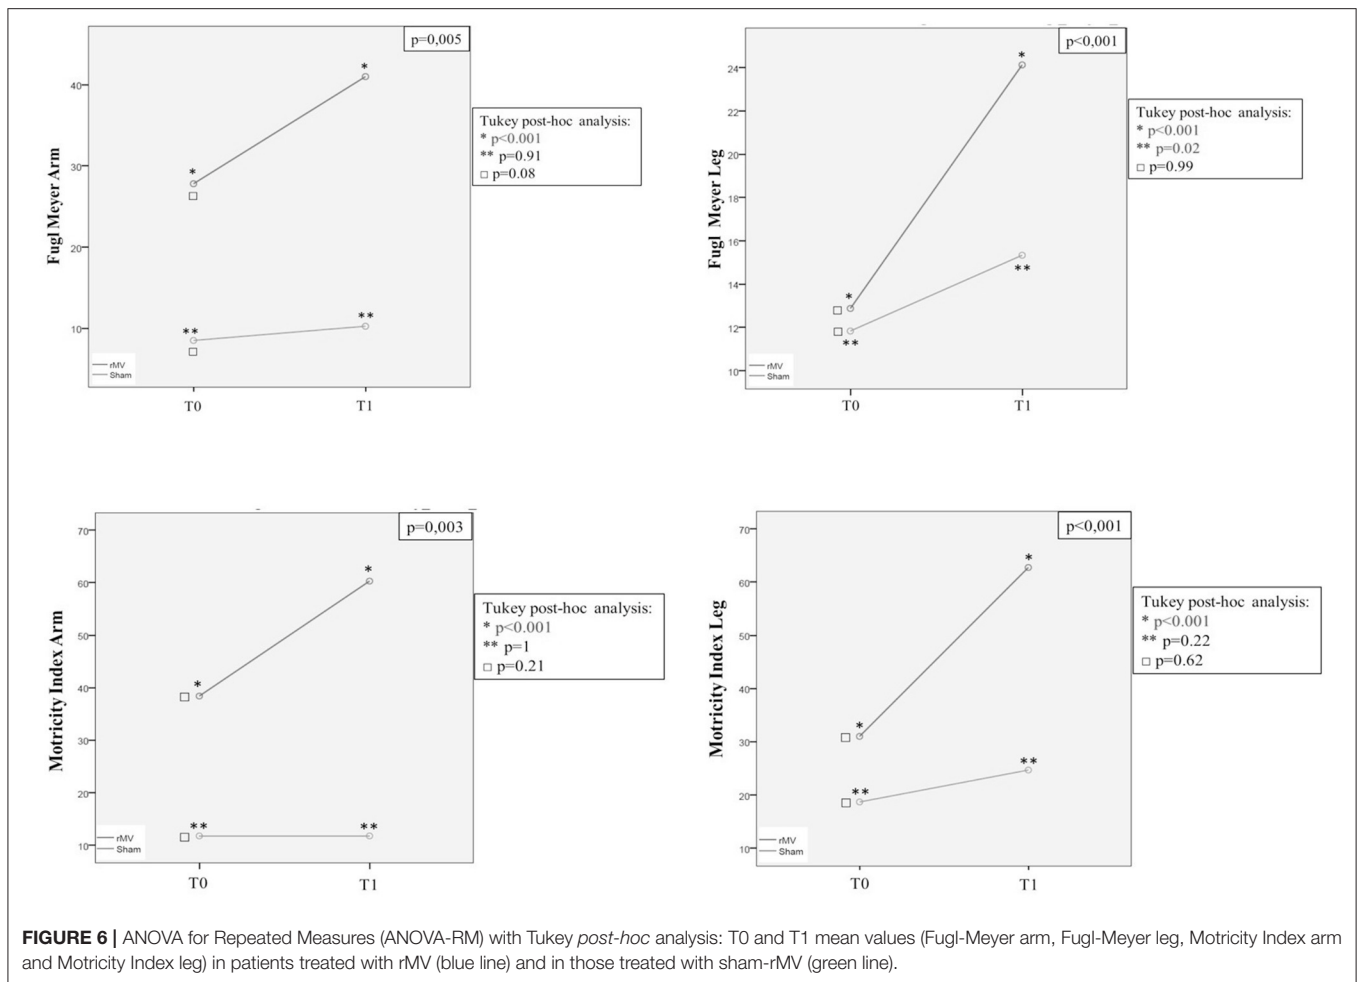 p=0,005
Fugl Meyer Arm
40
30
20
10
*
*
**
**
□
□
rMV
Sham
T0
T1
Tukey post-hoc analysis:
* p<0.001
** p=0.91
□ p=0.08
p<0,001
Fugl Meyer Leg
24
22
20
18
16
14
12
10
*
*
**
**
□
□
rMV
Sham
T0
T1
Tukey post-hoc analysis:
* p<0.001
** p=0.02
□ p=0.99
p=0,003
Motricity Index Arm
70
60
50
40
30
20
10
*
*
**
**
□
□
rMV
Sham
T0
T1
Tukey post-hoc analysis:
* p<0.001
** p=1
□ p=0.21
p<0,001
Motricity Index Leg
70
60
50
40
30
20
10
*
*
**
**
□
□
rMV
Sham
T0
T1
Tukey post-hoc analysis:
* p<0.001
** p=0.22
□ p=0.62
FIGURE 6 | ANOVA for Repeated Measures (ANOVA-RM) with Tukey post-hoc analysis: T0 and T1 mean values (Fugl-Meyer arm, Fugl-Meyer leg, Motricity Index arm
and Motricity Index leg) in patients treated with rMV (blue line) and in those treated with sham-rMV (green line).